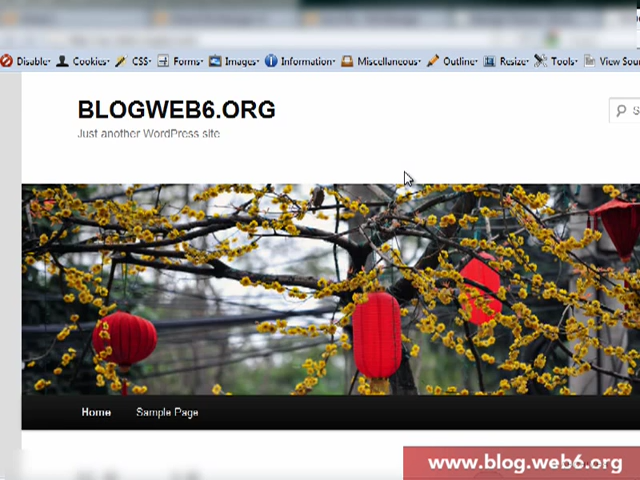 Disable Cookies CSS Forms Images Information Miscellaneous Outline Resize Tools View Sour
BLOGWEB6.ORG
Just another WordPress site
S
Home Sample Page
www.blog.web6.org